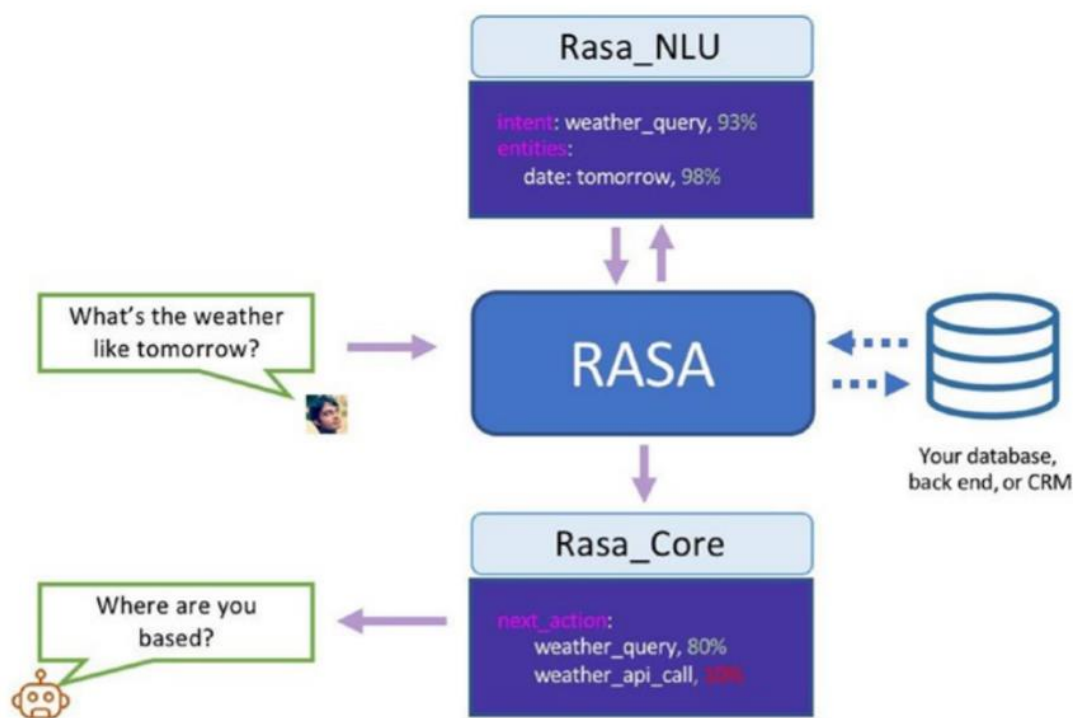 Rasa_NLU
intent: weather_query, 93%
entities:
date: tomorrow, 98%
What's the weather
like tomorrow?
RASA
Your database,
back end, or CRM
Rasa_Core
next_action:
weather_query, 80%
weather_api_call,
Where are you
based?